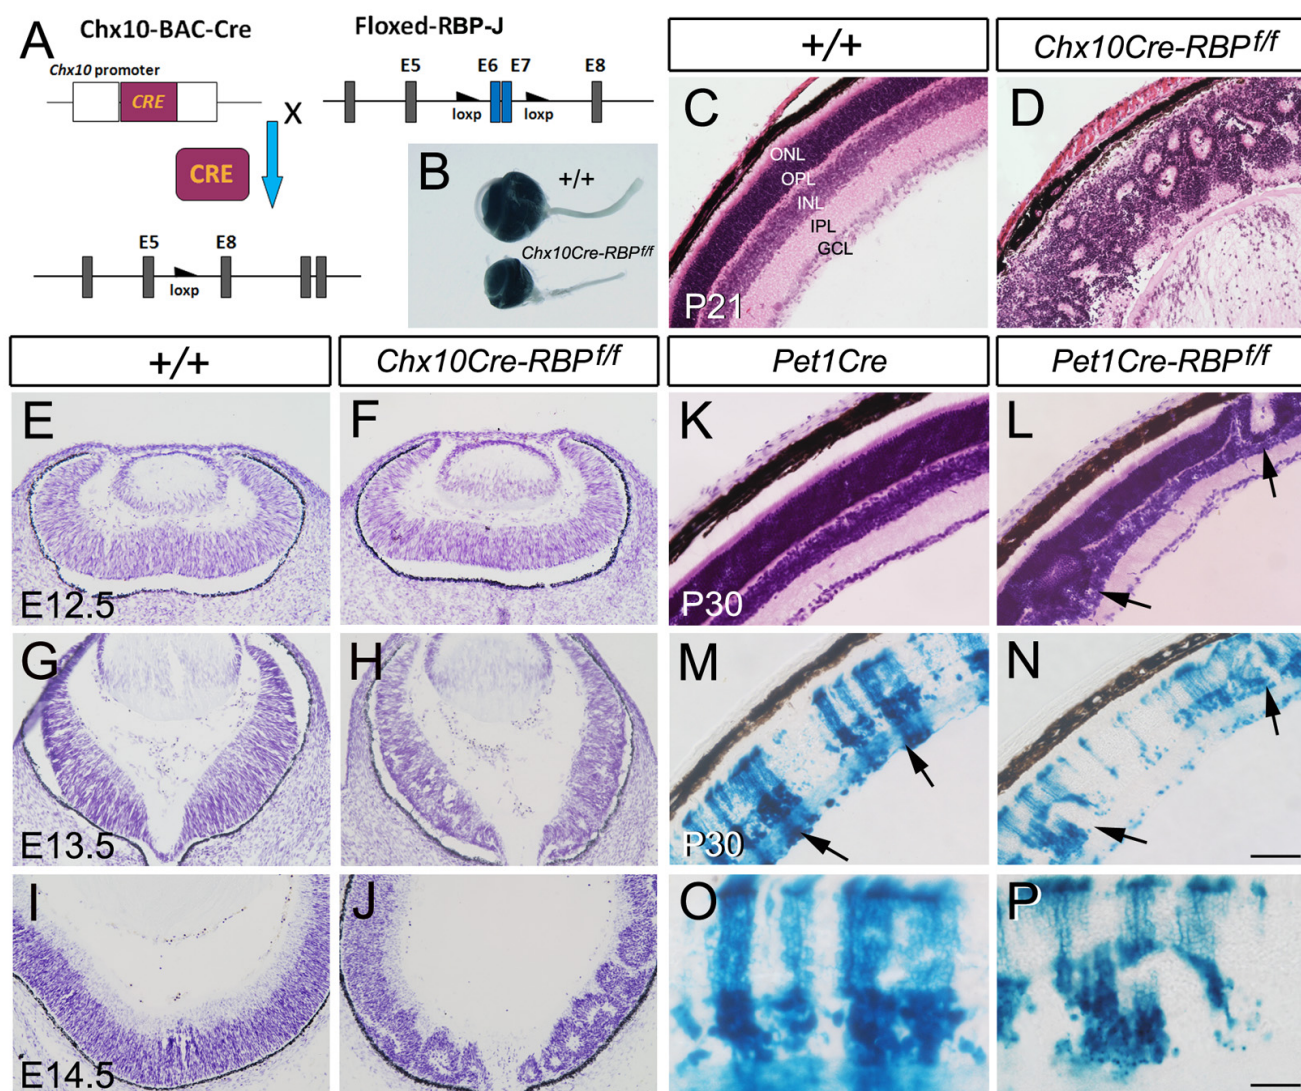 A
Chx10-BAC-Cre
Floxed-RBP-J
Chx10 promoter
CRE
X
E5
E6
E7
E8
loxp
loxp
CRE
E5
E8
loxp
B
+/+
Chx10Cre-RBPf/f
+/+
Chx10Cre-RBPf/f
C
ONL
OPL
INL
IPL
GCL
P21
D
+/+
Chx10Cre-RBPf/f
Pet1Cre
Pet1Cre-RBPf/f
E
E12.5
F
K
P30
L
G
E13.5
H
M
P30
N
I
E14.5
J
O
P